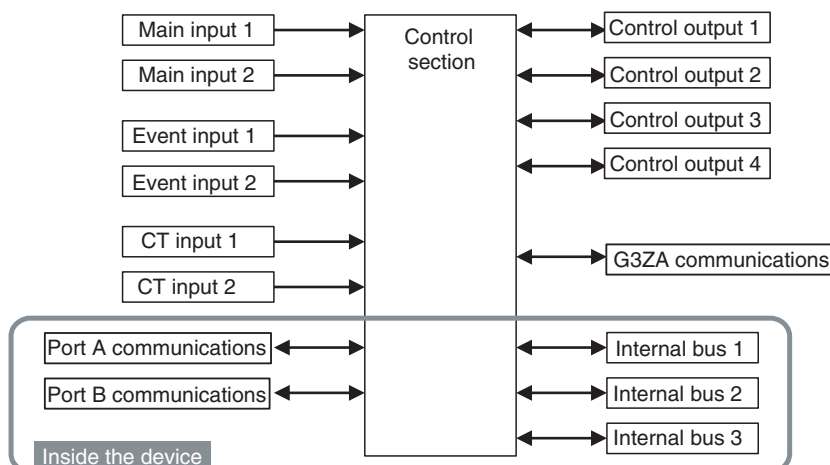 Main input 1
Main input 2
Event input 1
Event input 2
CT input 1
CT input 2
Port A communications
Port B communications
Inside the device
Control
section
Control output 1
Control output 2
Control output 3
Control output 4
G3ZA communications
Internal bus 1
Internal bus 2
Internal bus 3